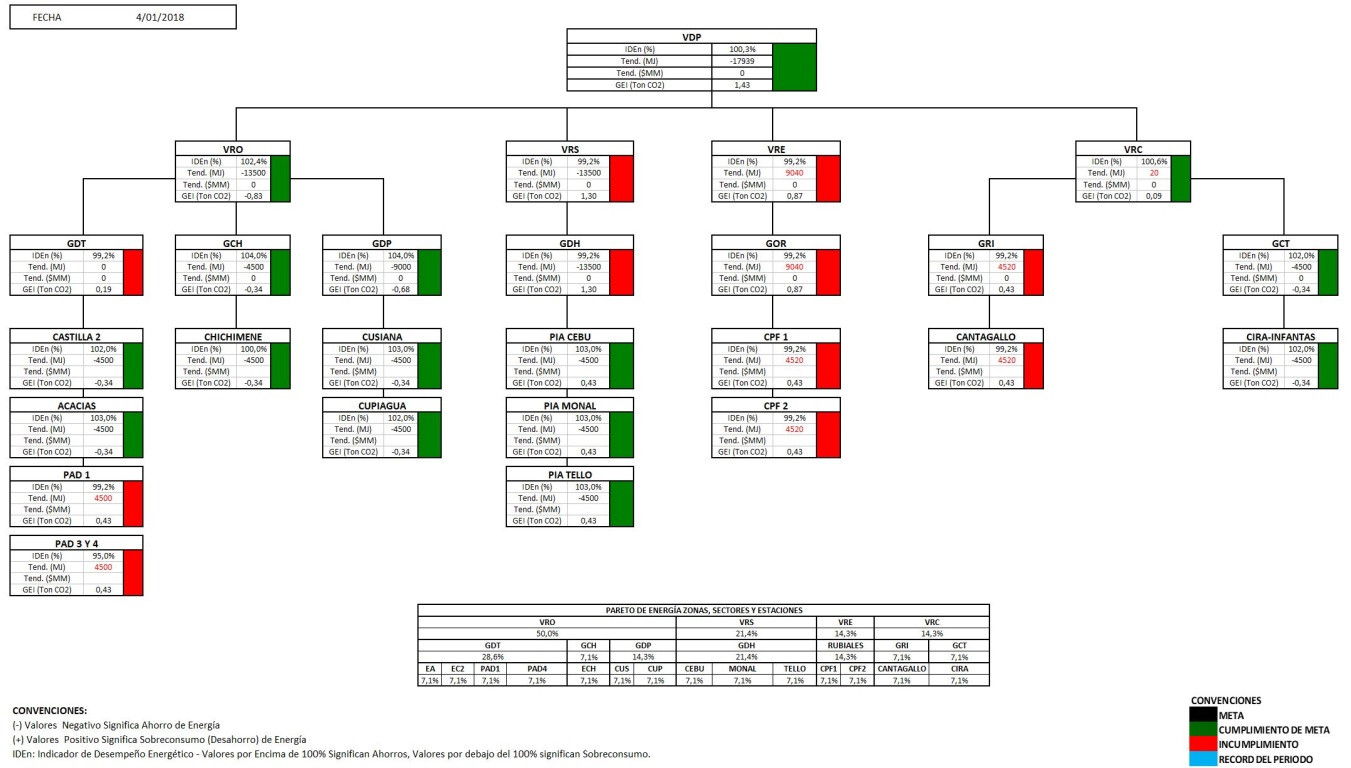 FECHA 4/01/2018
VDP
IDEn (%) 100,3%
Tend. (MJ) -17939
Tend. ($MM) 0
GEI (Ton CO2) 1,43
VRO
IDEn (%) 102,4%
Tend. (MJ) -13500
Tend. ($MM) 0
GEI (Ton CO2) -0,83
VRS
IDEn (%) 99,2%
Tend. (MJ) -13500
Tend. ($MM) 0
GEI (Ton CO2) 1,30
VRE
IDEn (%) 99,2%
Tend. (MJ) 9040
Tend. ($MM) 0
GEI (Ton CO2) 0,87
VRC
IDEn (%) 100,6%
Tend. (MJ) 20
Tend. ($MM) 0
GEI (Ton CO2) 0,09
GDT
IDEn (%) 99,2%
Tend. (MJ) 0
Tend. ($MM) 0
GEI (Ton CO2) 0,19
GCH
IDEn (%) 104,0%
Tend. (MJ) -4500
Tend. ($MM) 0
GEI (Ton CO2) -0,34
GDP
IDEn (%) 104,0%
Tend. (MJ) -9000
Tend. ($MM) 0
GEI (Ton CO2) -0,68
GDH
IDEn (%) 99,2%
Tend. (MJ) -13500
Tend. ($MM) 0
GEI (Ton CO2) 1,30
GOR
IDEn (%) 99,2%
Tend. (MJ) 9040
Tend. ($MM) 0
GEI (Ton CO2) 0,87
GRI
IDEn (%) 99,2%
Tend. (MJ) 4520
Tend. ($MM) 0
GEI (Ton CO2) 0,43
GCT
IDEn (%) 102,0%
Tend. (MJ) -4500
Tend. ($MM) 0
GEI (Ton CO2) -0,34
CASTILLA 2
IDEn (%) 102,0%
Tend. (MJ) -4500
Tend. ($MM)
GEI (Ton CO2) -0,34
CHICHIMENE
IDEn (%) 100,0%
Tend. (MJ) -4500
Tend. ($MM)
GEI (Ton CO2) -0,34
CUSIANA
IDEn (%) 103,0%
Tend. (MJ) -4500
Tend. ($MM)
GEI (Ton CO2) -0,34
PIA CEBU
IDEn (%) 103,0%
Tend. (MJ) -4500
Tend. ($MM)
GEI (Ton CO2) 0,43
CPF 1
IDEn (%) 99,2%
Tend. (MJ) 4520
Tend. ($MM)
GEI (Ton CO2) 0,43
CANTAGALLO
IDEn (%) 99,2%
Tend. (MJ) 4520
Tend. ($MM)
GEI (Ton CO2) 0,43
CIRA-INFANTAS
IDEn (%) 102,0%
Tend. (MJ) -4500
Tend. ($MM)
GEI (Ton CO2) -0,34
ACACIAS
IDEn (%) 103,0%
Tend. (MJ) -4500
Tend. ($MM)
GEI (Ton CO2) -0,34
CUPIAGUA
IDEn (%) 102,0%
Tend. (MJ) -4500
Tend. ($MM)
GEI (Ton CO2) -0,34
PIA MONAL
IDEn (%) 103,0%
Tend. (MJ) -4500
Tend. ($MM)
GEI (Ton CO2) 0,43
CPF 2
IDEn (%) 99,2%
Tend. (MJ) 4520
Tend. ($MM)
GEI (Ton CO2) 0,43
PAD 1
IDEn (%) 99,2%
Tend. (MJ) 4500
Tend. ($MM)
GEI (Ton CO2) 0,43
PIA TELLO
IDEn (%) 103,0%
Tend. (MJ) -4500
Tend. ($MM)
GEI (Ton CO2) 0,43
PAD 3 Y 4
IDEn (%) 95,0%
Tend. (MJ) 4500
Tend. ($MM)
GEI (Ton CO2) 0,43
PARETO DE ENERGÍA ZONAS, SECTORES Y ESTACIONES
VRO VRS VRE VRC
50,0% 21,4% 14,3% 14,3%
GDT GCH GDP GDH RUBIALES GRI GCT
28,6% 7,1% 14,3% 21,4% 14,3% 7,1% 7,1%
EA EC2 PAD1 PAD4 ECH CUS CUP CEBU MONAL TELLO CPF1 CPF2 CANTAGALLO CIRA
7,1% 7,1% 7,1% 7,1% 7,1% 7,1% 7,1% 7,1% 7,1% 7,1% 7,1% 7,1% 7,1% 7,1%
CONVENCIONES:
(-) Valores Negativo Significa Ahorro de Energía
(+) Valores Positivo Significa Sobreconsumo (Desahorro) de Energía
IDEn: Indicador de Desempeño Energético - Valores por Encima de 100% Significan Ahorros, Valores por debajo del 100% significan Sobreconsumo.
CONVENCIONES
META
CUMPLIMIENTO DE META
INCUMPLIMIENTO
RECORD DEL PERIODO